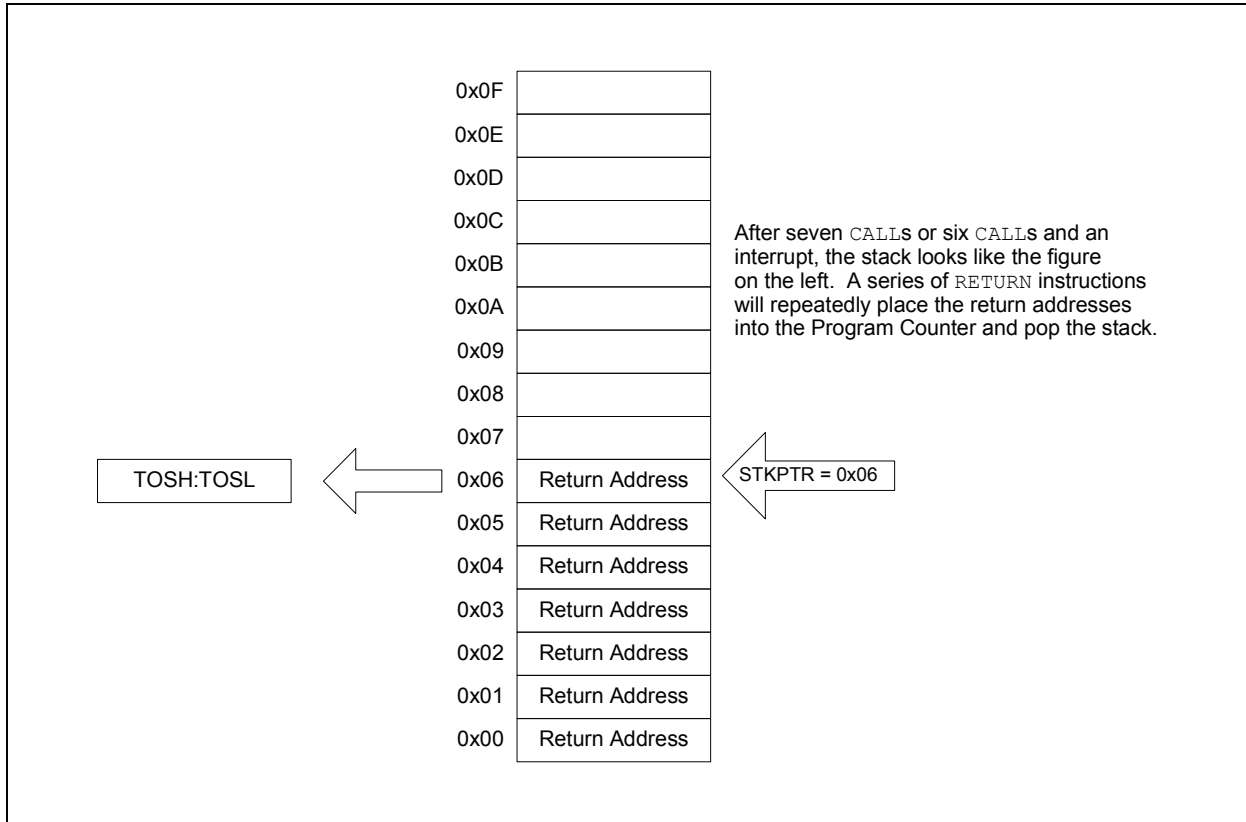 0x0F
0x0E
0x0D
0x0C
0x0B
0x0A
0x09
0x08
0x07
After seven CALLs or six CALLs and an
interrupt, the stack looks like the figure
on the left. A series of RETURN instructions
will repeatedly place the return addresses
into the Program Counter and pop the stack.
TOSH:TOSL
0x06 Return Address
STKPTR = 0x06
0x05 Return Address
0x04 Return Address
0x03 Return Address
0x02 Return Address
0x01 Return Address
0x00 Return Address